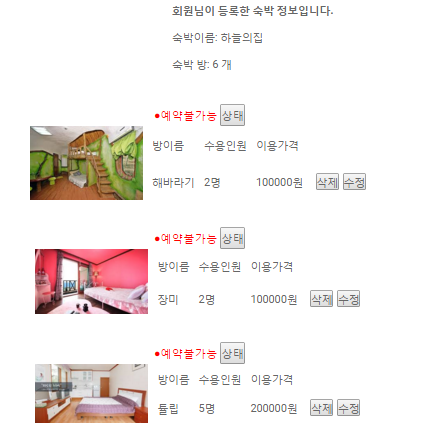 회원님이 등록한 숙박 정보입니다.
숙박이름: 하늘의집
숙박 방: 6 개
●예약불가능 상태
방이름 수용인원 이용가격
해바라기 2명 100000원 삭제 수정
●예약불가능 상태
방이름 수용인원 이용가격
장미 2명 100000원 삭제 수정
●예약불가능 상태
방이름 수용인원 이용가격
튤립 5명 200000원 삭제 수정